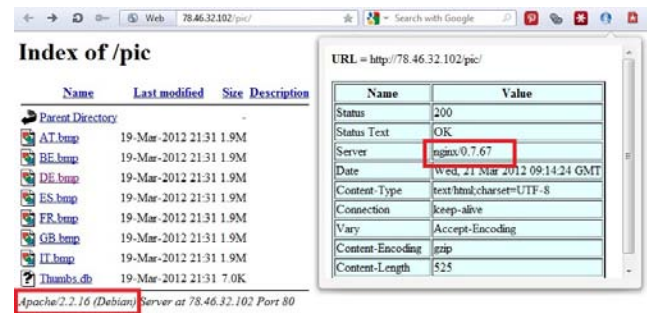 Web 78.46.32.102/pic/ Search with Google
Index of /pic
Name Last modified Size Description
Parent Directory -
AT.bmp 19-Mar-2012 21:31 1.9M
BE.bmp 19-Mar-2012 21:31 1.9M
DE.bmp 19-Mar-2012 21:31 1.9M
ES.bmp 19-Mar-2012 21:31 1.9M
FR.bmp 19-Mar-2012 21:31 1.9M
GB.bmp 19-Mar-2012 21:31 1.9M
IT.bmp 19-Mar-2012 21:31 1.9M
Thumbs.db 19-Mar-2012 21:31 7.0K
Apache/2.2.16 (Debian) Server at 78.46.32.102 Port 80
URL = http://78.46.32.102/pic/
Name Value
Status 200
Status Text OK
Server nginx/0.7.67
Date Wed, 21 Mar 2012 09:14:24 GMT
Content-Type text/html;charset=UTF-8
Connection keep-alive
Vary Accept-Encoding
Content-Encoding gzip
Content-Length 525